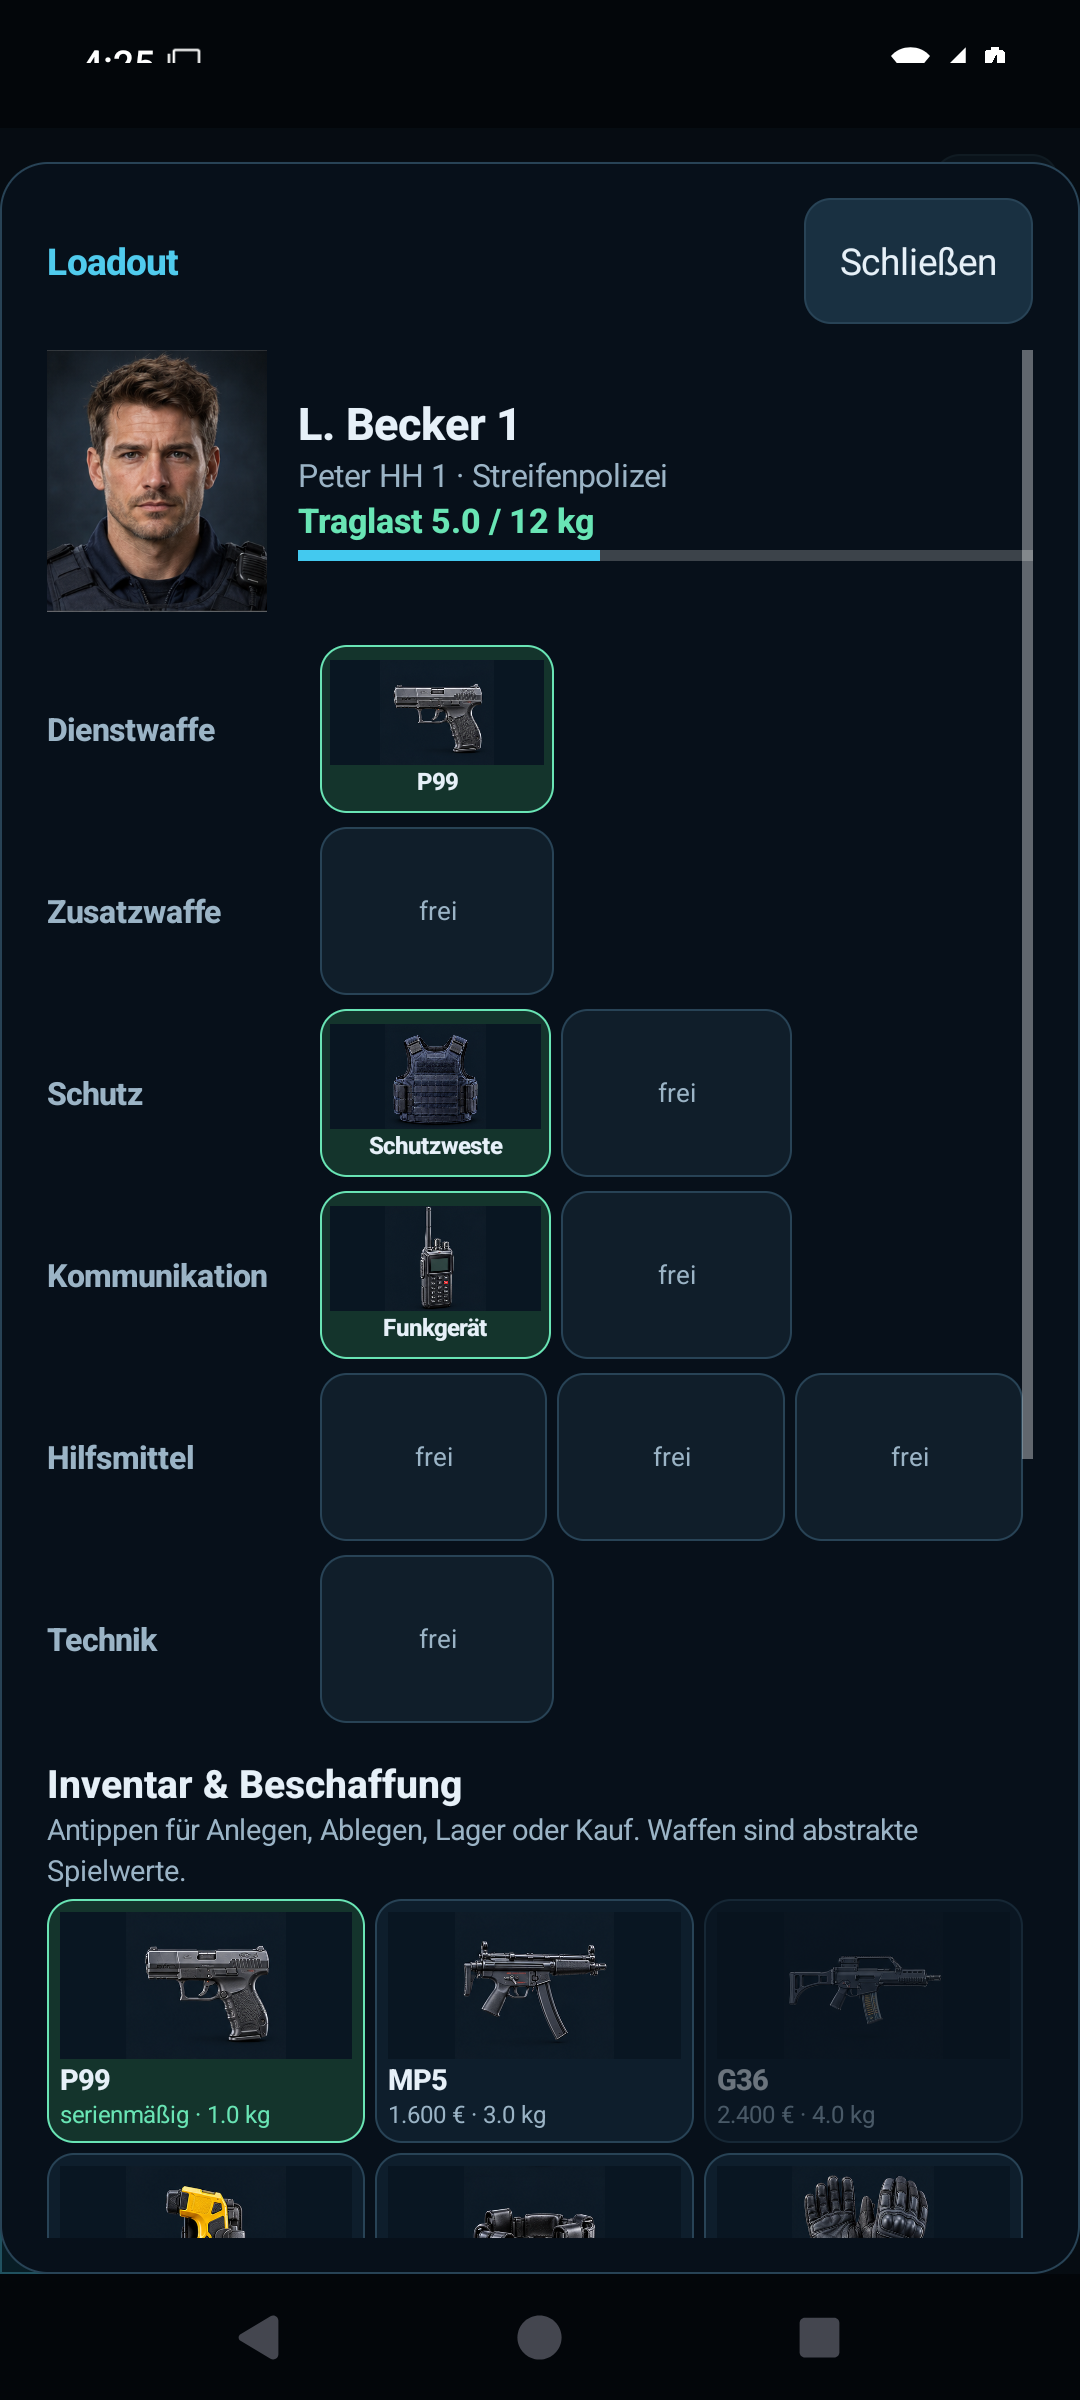 4:25
Loadout
Schließen
L. Becker 1
Peter HH 1 · Streifenpolizei
Traglast 5.0 / 12 kg
Dienstwaffe
P99
Zusatzwaffe
frei
Schutz
Schutzweste
frei
Kommunikation
Funkgerät
frei
Hilfsmittel
frei
frei
frei
Technik
frei
Inventar & Beschaffung
Antippen für Anlegen, Ablegen, Lager oder Kauf. Waffen sind abstrakte
Spielwerte.
P99
serienmäßig · 1.0 kg
MP5
1.600 € · 3.0 kg
G36
2.400 € · 4.0 kg